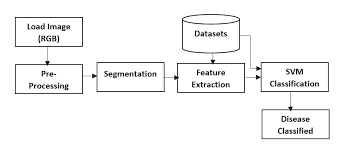 Load Image
(RGB)
Datasets
Pre-
Processing
Segmentation
Feature
Extraction
SVM
Classification
Disease
Classified